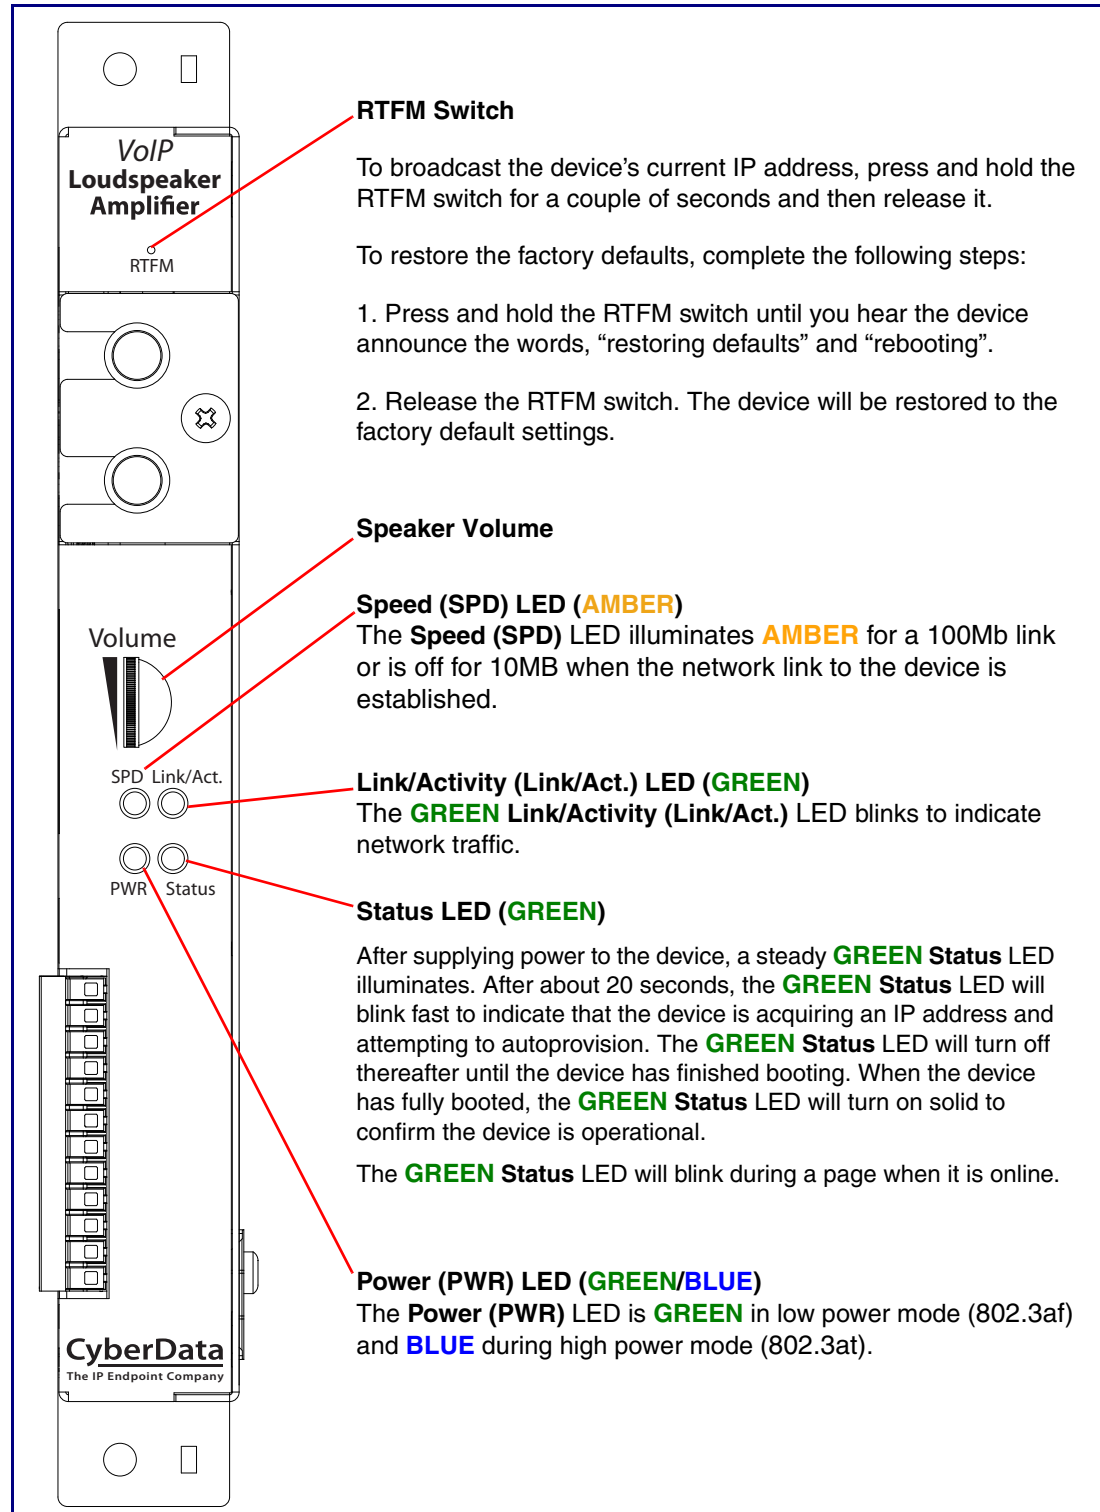 VoIP
Loudspeaker
Amplifier
RTFM
Volume
SPD Link/Act.
PWR Status
CyberData
The IP Endpoint Company
RTFM Switch
To broadcast the device's current IP address, press and hold the
RTFM switch for a couple of seconds and then release it.
To restore the factory defaults, complete the following steps:
1. Press and hold the RTFM switch until you hear the device
announce the words, “restoring defaults” and “rebooting”.
2. Release the RTFM switch. The device will be restored to the
factory default settings.
Speaker Volume
Speed (SPD) LED (AMBER)
The Speed (SPD) LED illuminates AMBER for a 100Mb link
or is off for 10MB when the network link to the device is
established.
Link/Activity (Link/Act.) LED (GREEN)
The GREEN Link/Activity (Link/Act.) LED blinks to indicate
network traffic.
Status LED (GREEN)
After supplying power to the device, a steady GREEN Status LED
illuminates. After about 20 seconds, the GREEN Status LED will
blink fast to indicate that the device is acquiring an IP address and
attempting to autoprovision. The GREEN Status LED will turn off
thereafter until the device has finished booting. When the device
has fully booted, the GREEN Status LED will turn on solid to
confirm the device is operational.
The GREEN Status LED will blink during a page when it is online.
Power (PWR) LED (GREEN/BLUE)
The Power (PWR) LED is GREEN in low power mode (802.3af)
and BLUE during high power mode (802.3at).